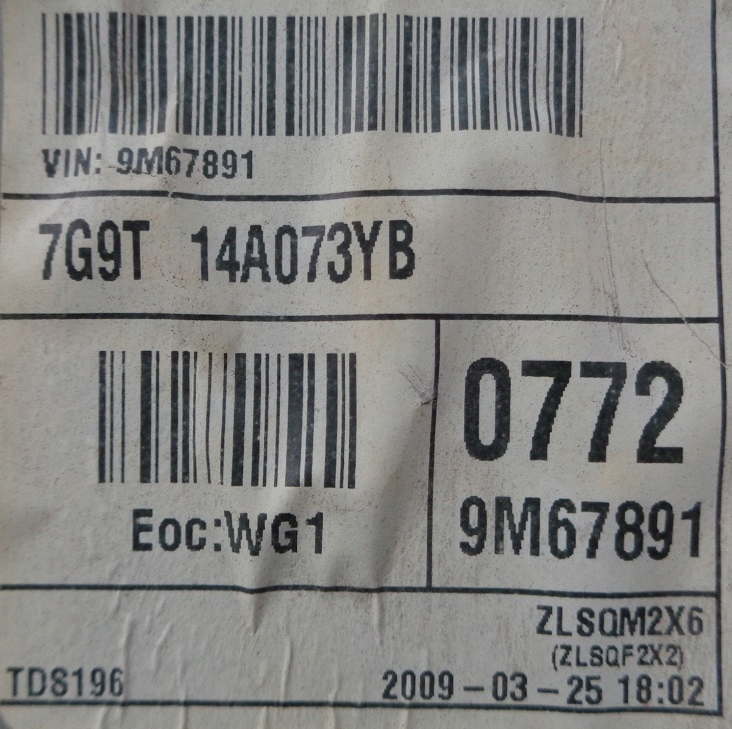 VIN: 9M67891
7G9T 14A073YB
0772
Eoc:WG1
9M67891
ZLSQM2X6
(ZLSQF2X2)
TD8196
2009-03-25 18:02